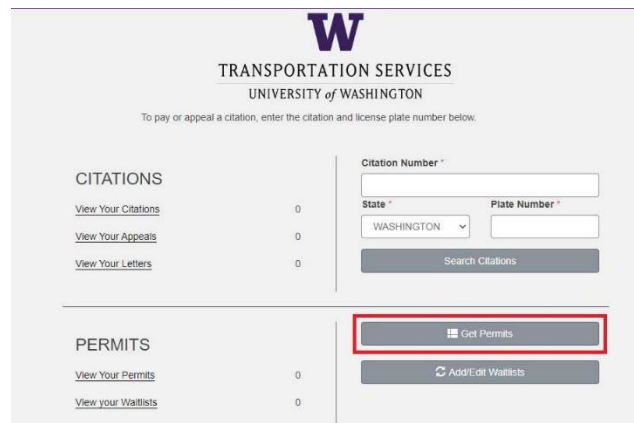 W
TRANSPORTATION SERVICES
UNIVERSITY of WASHINGTON
To pay or appeal a citation, enter the citation and license plate number below.
CITATIONS
View Your Citations 0
View Your Appeals 0
View Your Letters 0
Citation Number *
State * Plate Number *
WASHINGTON
Search Citations
PERMITS
View Your Permits 0
View your Waitlists 0
Get Permits
Add/Edit Waitlists